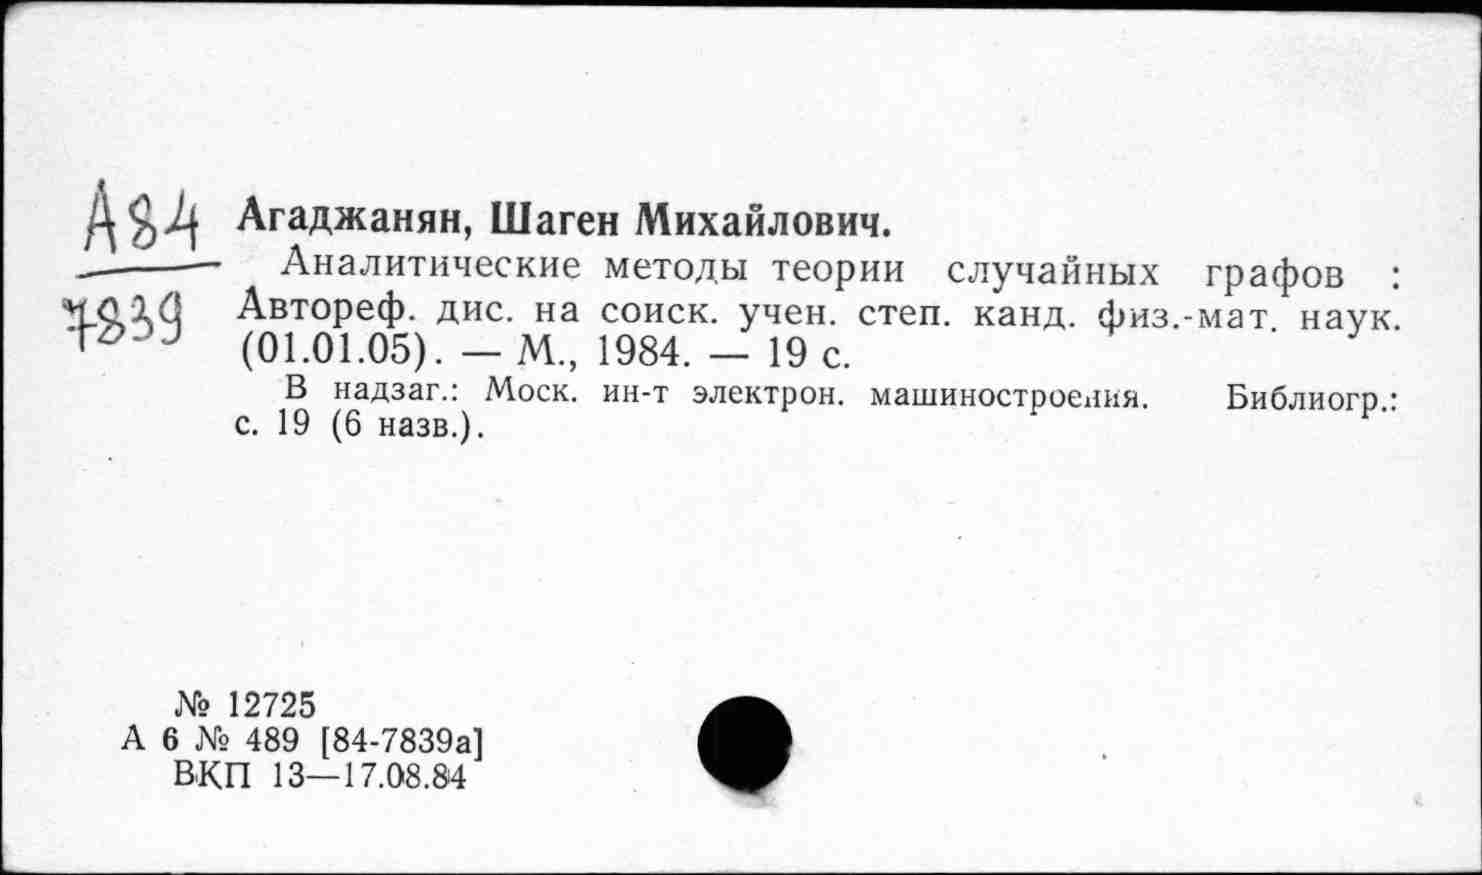 А84
7839
Агаджанян, Шаген Михайлович.
Аналитические методы теории случайных графов :
Автореф. дис. на соиск. учен. степ. канд. физ.-мат. наук.
(01.01.05). — М., 1984. — 19 с.
В надзаг.: Моск. ин-т электрон. машиностроения. Библиогр.:
с. 19 (6 назв.).
№ 12725
А 6 № 489 [84-7839а]
ВКП 13—17.08.84